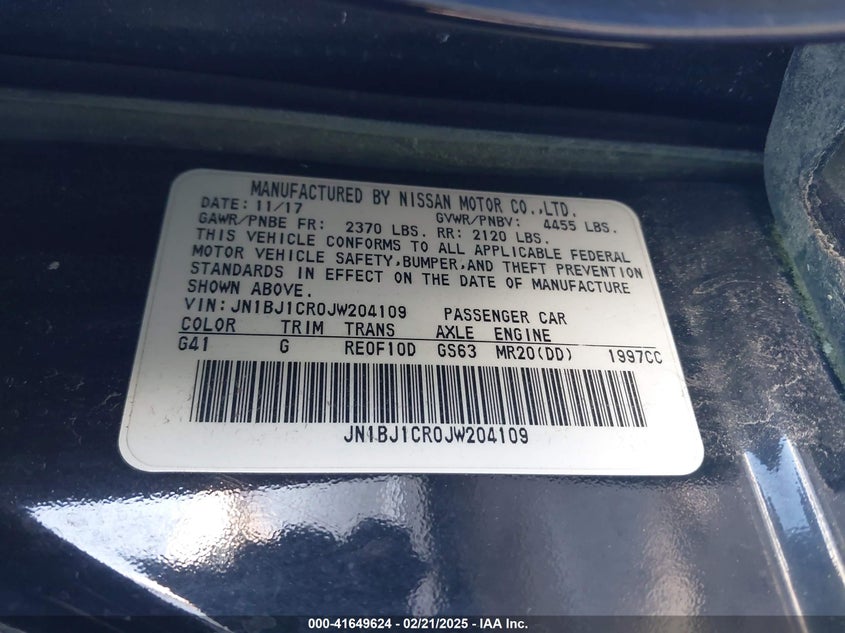 MANUFACTURED BY NISSAN MOTOR CO.,LTD.
DATE: 11/17 GVWR/PNBV: 4455 LBS.
GAWR/PNBE FR: 2370 LBS. RR: 2120 LBS.
THIS VEHICLE CONFORMS TO ALL APPLICABLE FEDERAL
MOTOR VEHICLE SAFETY,BUMPER,AND THEFT PREVENTION
STANDARDS IN EFFECT ON THE DATE OF MANUFACTURE
SHOWN ABOVE.
VIN:JN1BJ1CR0JW204109 PASSENGER CAR
COLOR TRIM TRANS AXLE ENGINE
G41 G RE0F10D GS63 MR20(DD) 1997CC
JN1BJ1CR0JW204109
000-41649624 - 02/21/2025 - IAA Inc.